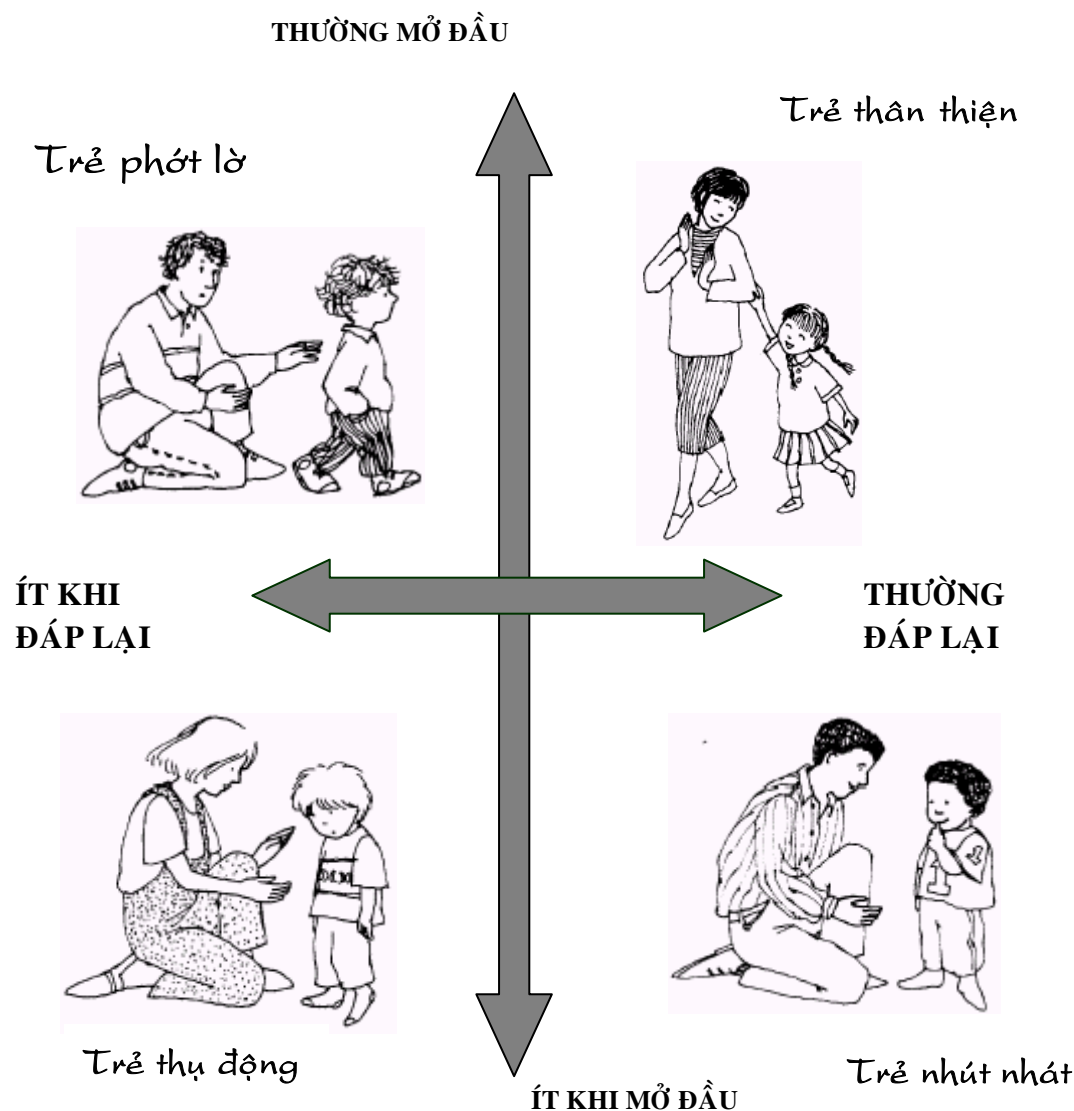 THƯỜNG MỞ ĐẦU
Trẻ thân thiện
Trẻ phớt lờ
ÍT KHI
ĐÁP LẠI
THƯỜNG
ĐÁP LẠI
Trẻ thụ động
Trẻ nhút nhát
ÍT KHI MỞ ĐẦU